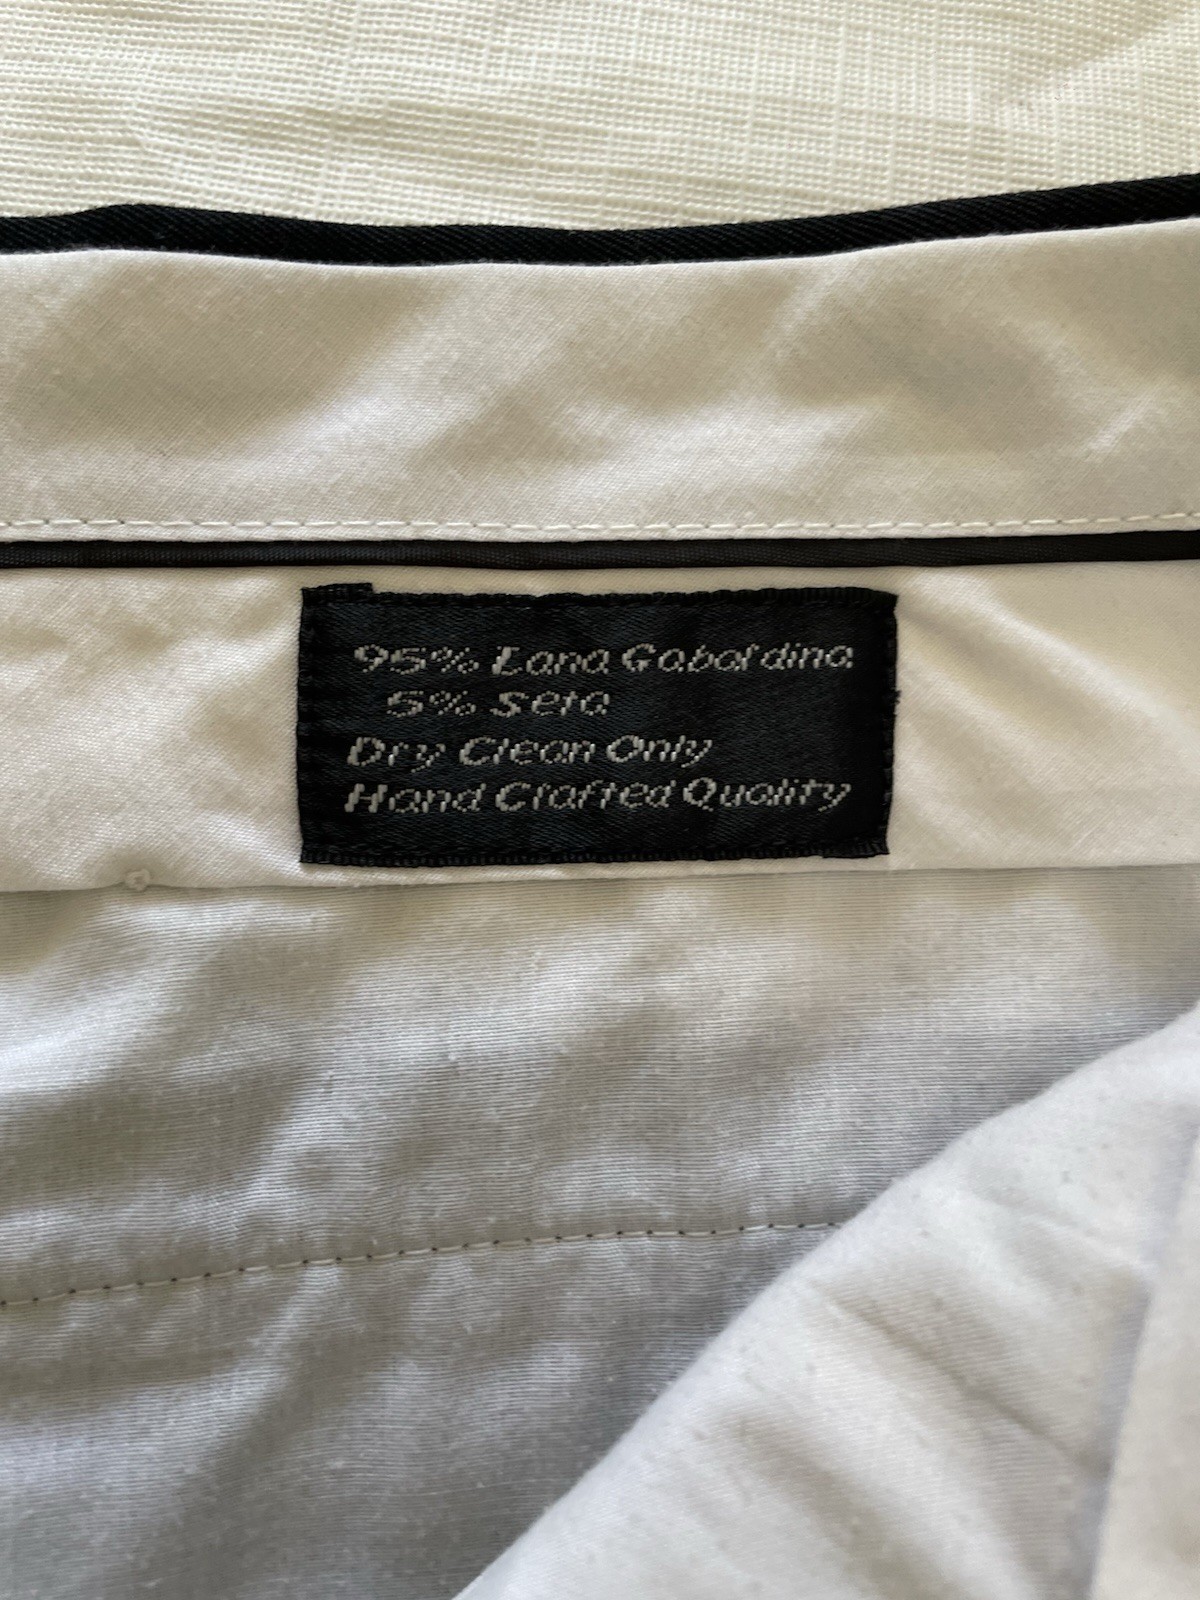 95% Lana Gabardina
5% Seta
Dry Clean Only
Hand Crafted Quality